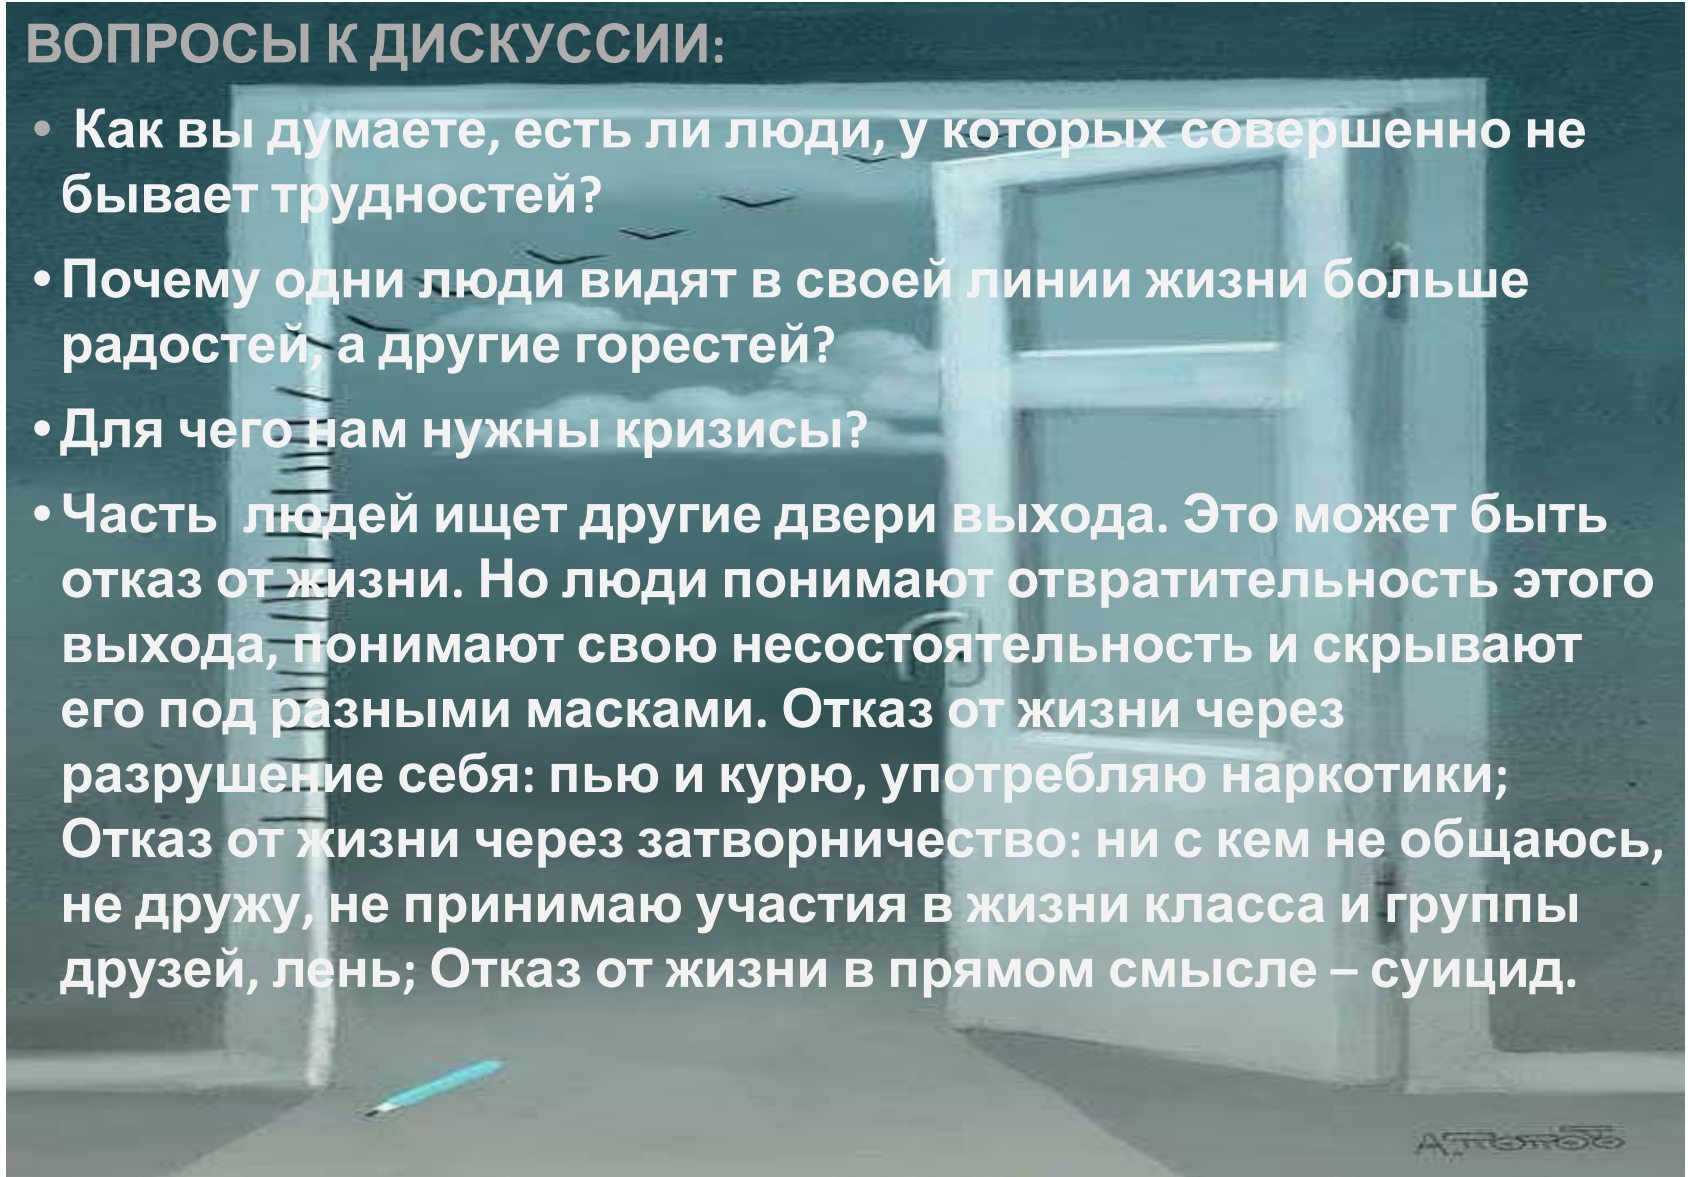 ВОПРОСЫ К ДИСКУССИИ:
• Как вы думаете, есть ли люди, у которых совершенно не
бывает трудностей?
• Почему одни люди видят в своей линии жизни больше
радостей, а другие горестей?
• Для чего нам нужны кризисы?
• Часть людей ищет другие двери выхода. Это может быть
отказ от жизни. Но люди понимают отвратительность этого
выхода, понимают свою несостоятельность и скрывают
его под разными масками. Отказ от жизни через
разрушение себя: пью и курю, употребляю наркотики;
Отказ от жизни через затворничество: ни с кем не общаюсь,
не дружу, не принимаю участия в жизни класса и группы
друзей, лень; Отказ от жизни в прямом смысле – суицид.